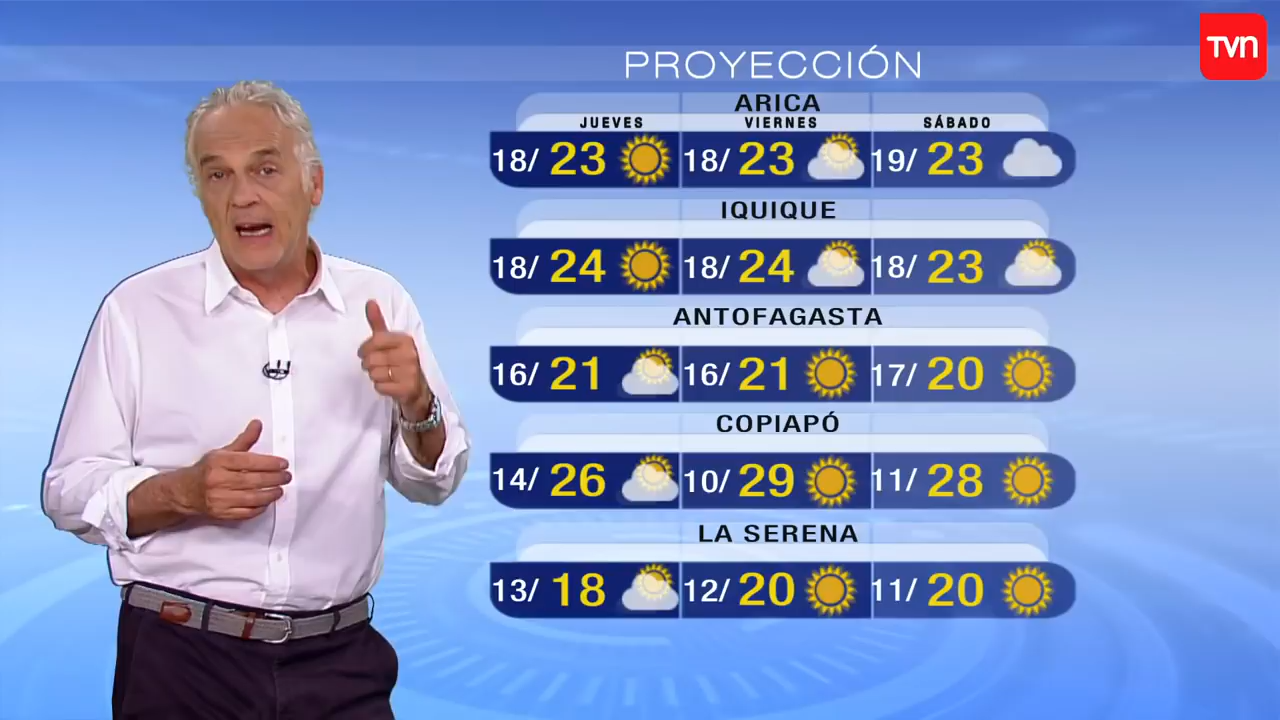 TVN
PROYECCIÓN
ARICA
JUEVES VIERNES SÁBADO
18/ 23 18/ 23 19/ 23
IQUIQUE
18/ 24 18/ 24 18/ 23
ANTOFAGASTA
16/ 21 16/ 21 17/ 20
COPIAPÓ
14/ 26 10/ 29 11/ 28
LA SERENA
13/ 18 12/ 20 11/ 20